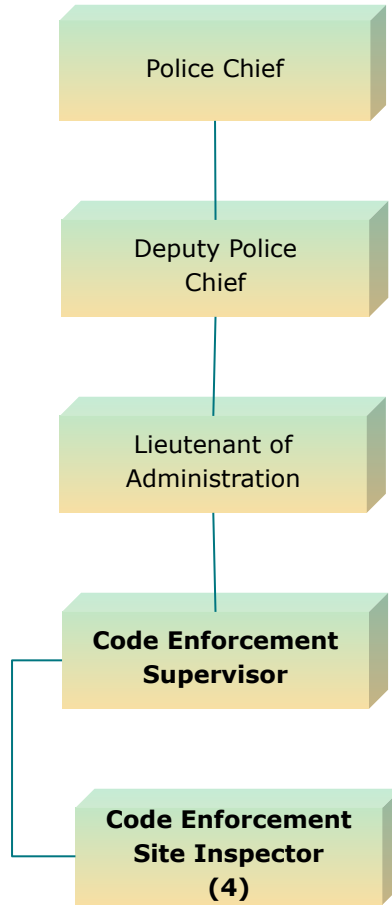 Police Chief
Deputy Police
Chief
Lieutenant of
Administration
Code Enforcement
Supervisor
Code Enforcement
Site Inspector
(4)